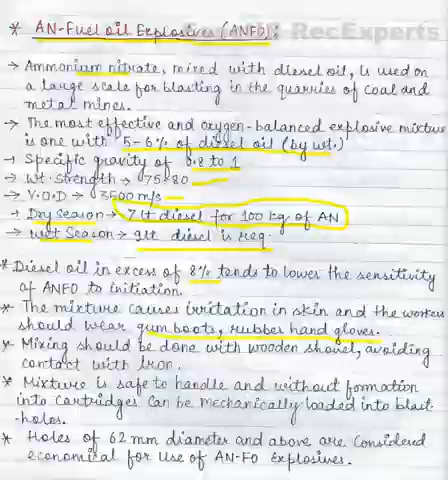 * AN-Fuel oil Explosives (ANFO): RecExperts
→ Ammonium nitrate, mixed with diesel oil, is used on
a large scale for blasting in the quarries of coal and
metal mines.
→ The most effective and oxygen-balanced explosive mixture
is one with 5-6% of diesel oil (by wt.)
→ Specific gravity of 0.8 to 1
→ Wt. Strength → 75-80
→ V.O.D → 3500 m/s
→ Dry season → 7 lt diesel for 100 kg of AN
→ Wet Season → 9lt diesel is req.
* Diesel oil in excess of 8% tends to lower the sensitivity
of ANFO to initiation.
* The mixture causes irritation in skin and the workers
should wear gum boots, rubber hand gloves.
* Mixing should be done with wooden shovel, avoiding
contact with Iron.
* Mixture is safe to handle and without formation
into cartridges can be mechanically loaded into blast-
-holes.
* Holes of 62 mm diameter and above are considered
economical for use of AN-FO explosives.